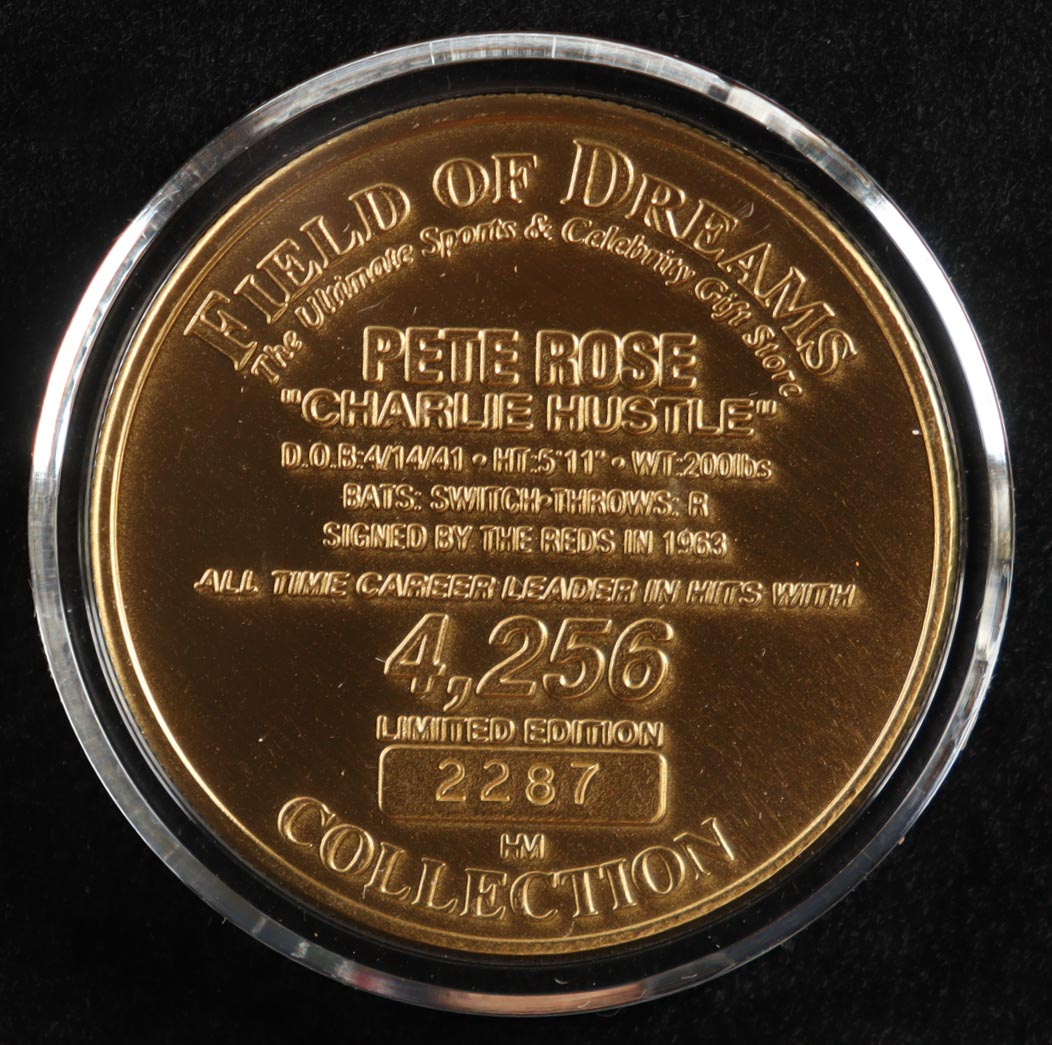 FIELD OF DREAMS
The Ultimate Sports & Celebrity Gift Store
PETE ROSE
"CHARLIE HUSTLE"
D.O.B:4/14/41 • HT:5'11" • WT:200lbs
BATS: SWITCH•THROWS: R
SIGNED BY THE REDS IN 1963
ALL TIME CAREER LEADER IN HITS WITH
4,256
LIMITED EDITION
2287
HM
COLLECTION